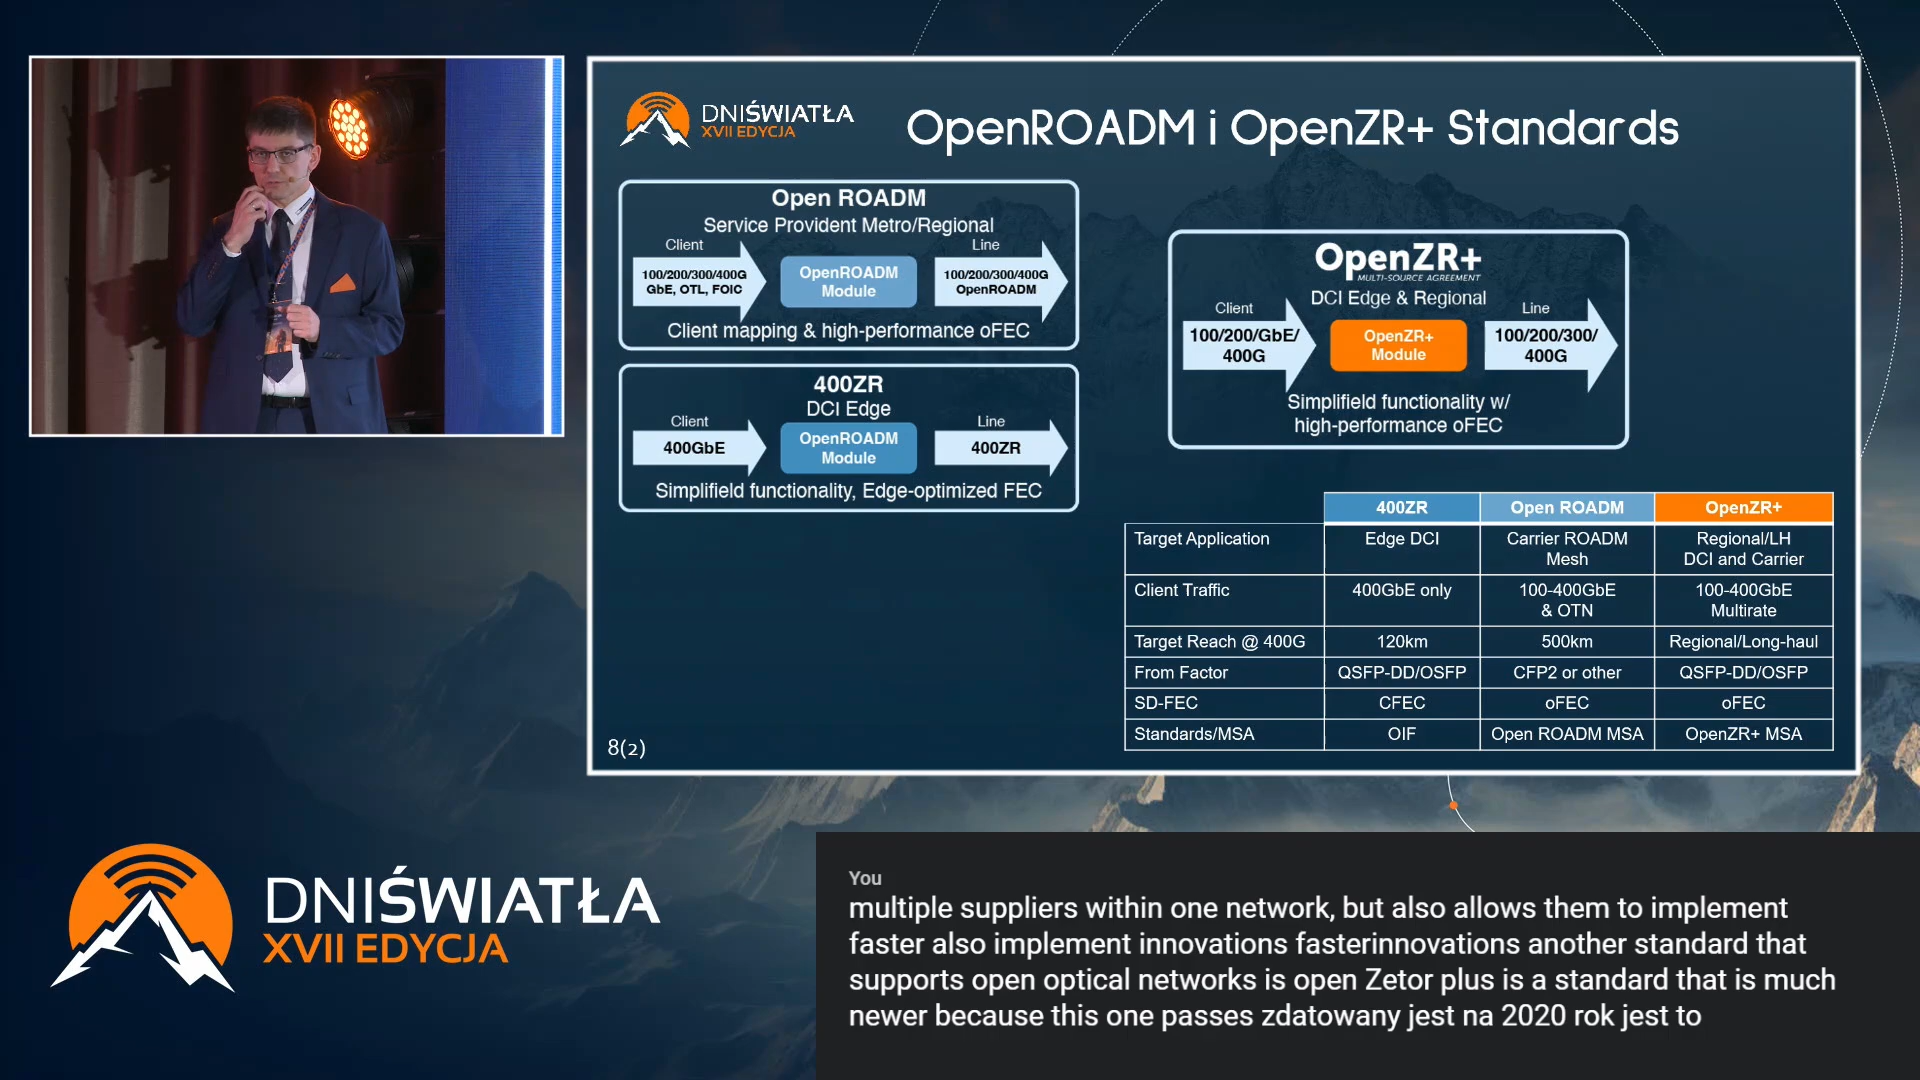 DNIŚWIATŁA
XVII EDYCJA
OpenROADM i OpenZR+ Standards
Open ROADM
Service Provident Metro/Regional
Client
Line
100/200/300/400G
GbE, OTL, FOIC
OpenROADM
Module
100/200/300/400G
OpenROADM
Client mapping & high-performance oFEC
400ZR
DCI Edge
Client
Line
400GbE
OpenROADM
Module
400ZR
Simplifield functionality, Edge-optimized FEC
OpenZR+
MULTI-SOURCE AGREEMENT
DCI Edge & Regional
Client
Line
100/200/GbE/
400G
OpenZR+
Module
100/200/300/
400G
Simplifield functionality w/
high-performance oFEC
400ZR Open ROADM OpenZR+
Target Application Edge DCI Carrier ROADM Regional/LH
Mesh DCI and Carrier
Client Traffic 400GbE only 100-400GbE 100-400GbE
& OTN Multirate
Target Reach @ 400G 120km 500km Regional/Long-haul
From Factor QSFP-DD/OSFP CFP2 or other QSFP-DD/OSFP
SD-FEC CFEC oFEC oFEC
Standards/MSA OIF Open ROADM MSA OpenZR+ MSA
8(2)
DNIŚWIATŁA
XVII EDYCJA
You
multiple suppliers within one network, but also allows them to implement
faster also implement innovations fasterinnovations another standard that
supports open optical networks is open Zetor plus is a standard that is much
newer because this one passes zdatowany jest na 2020 rok jest to